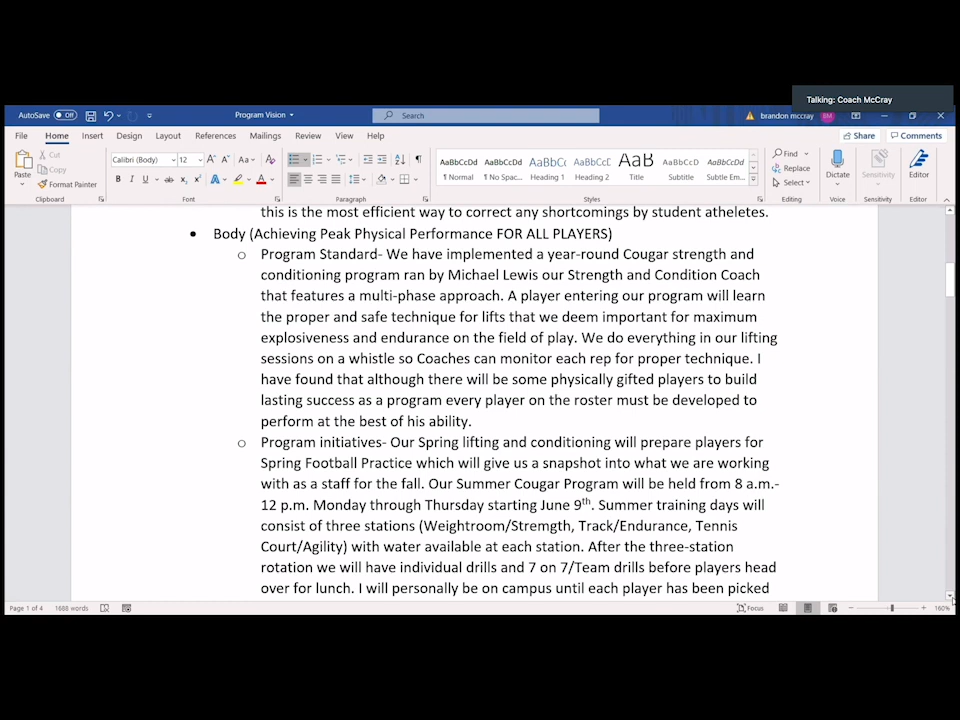 Talking: Coach McCray
AutoSave Off Program Vision Search brandon mccray BM
File Home Insert Design Layout References Mailings Review View Help Share Comments
Paste Cut Copy Format Painter
Calibri (Body) 12
AaBbCcDd AaBbCcDd AaBbCc AaBbCcC AaB AaBbCcD AaBbCcDd
1 Normal 1 No Spac... Heading 1 Heading 2 Title Subtitle Subtle Em...
Find Replace Select
Dictate Sensitivity Editor
Clipboard Font Paragraph Styles Editing Voice Sensitivity Editor
this is the most efficient way to correct any shortcomings by student atheletes.
• Body (Achieving Peak Physical Performance FOR ALL PLAYERS)
o Program Standard- We have implemented a year-round Cougar strength and
conditioning program ran by Michael Lewis our Strength and Condition Coach
that features a multi-phase approach. A player entering our program will learn
the proper and safe technique for lifts that we deem important for maximum
explosiveness and endurance on the field of play. We do everything in our lifting
sessions on a whistle so Coaches can monitor each rep for proper technique. I
have found that although there will be some physically gifted players to build
lasting success as a program every player on the roster must be developed to
perform at the best of his ability.
o Program initiatives- Our Spring lifting and conditioning will prepare players for
Spring Football Practice which will give us a snapshot into what we are working
with as a staff for the fall. Our Summer Cougar Program will be held from 8 a.m.-
12 p.m. Monday through Thursday starting June 9th. Summer training days will
consist of three stations (Weightroom/Stremgth, Track/Endurance, Tennis
Court/Agility) with water available at each station. After the three-station
rotation we will have individual drills and 7 on 7/Team drills before players head
over for lunch. I will personally be on campus until each player has been picked
Page 1 of 4 1688 words Focus 160%